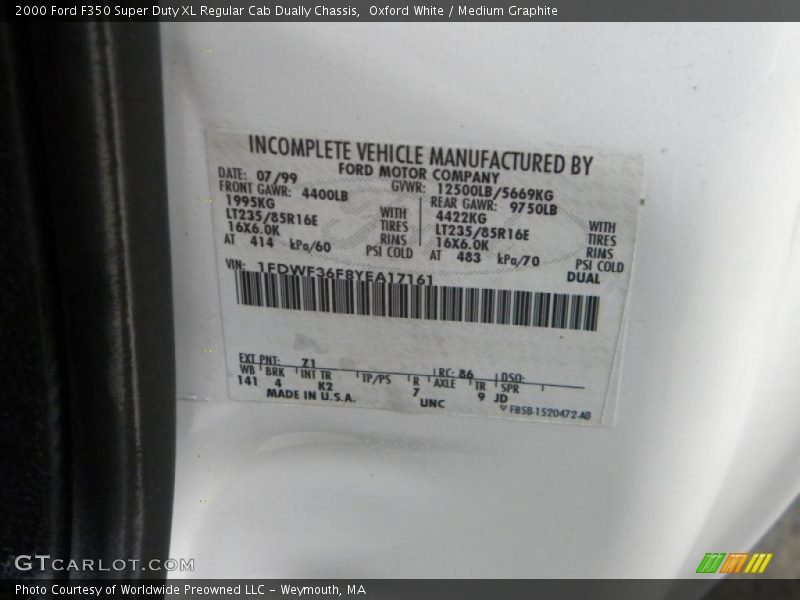 2000 Ford F350 Super Duty XL Regular Cab Dually Chassis,  Oxford White / Medium Graphite
INCOMPLETE VEHICLE MANUFACTURED BY
FORD MOTOR COMPANY
DATE: 07/99 GVWR: 12500LB/5669KG
FRONT GAWR: 4400LB REAR GAWR: 9750LB
1995KG WITH 4422KG WITH
LT235/85R16E TIRES LT235/85R16E TIRES
16X6.0K RIMS 16X6.0K RIMS
AT 414 kPa/60 PSI COLD AT 483 kPa/70 PSI COLD
DUAL
VIN: 1FDWF36F8YEA17161
EXT PNT: Z1 RC: 86 DSO:
WB BRK INT TR TP/PS R AXLE TR SPR
141 4 K2 7 9 JD
MADE IN U.S.A. UNC F85B-1520472-AB
GTCARLOT.COM
Photo Courtesy of Worldwide Preowned LLC - Weymouth, MA